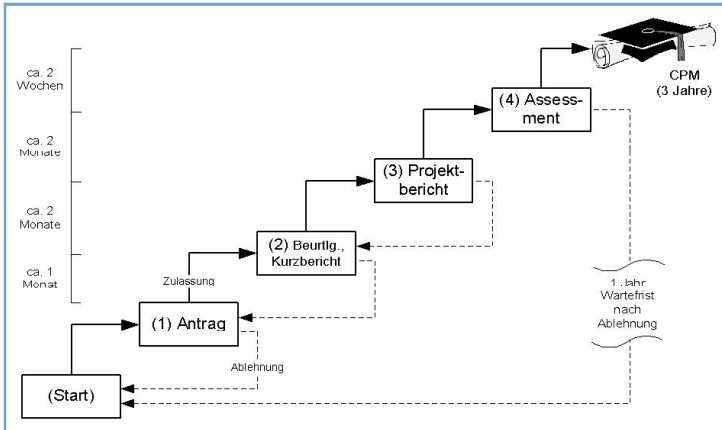 CPM
(3 Jahre)
ca. 2
Wochen
(4) Assess-
ment
ca. 2
Monate
(3) Projekt-
bericht
ca. 2
Monate
(2) Beurtlg.,
Kurzbericht
ca. 1
Monat
Zulassung
(1) Antrag
1 Jahr
Wartefrist
nach
Ablehnung
Ablehnung
(Start)